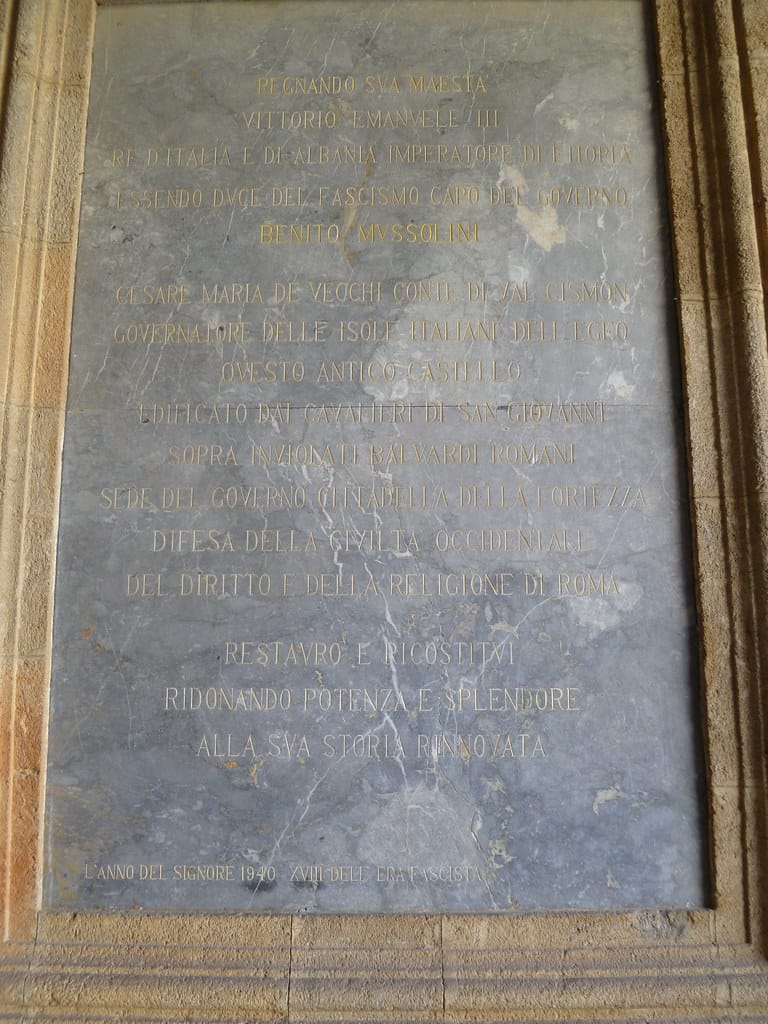 REGNANDO SVA MAESTA'
VITTORIO EMANVELE III
RE D'ITALIA E DI ALBANIA IMPERATORE DI ETIOPIA
ESSENDO DVCE DEL FASCISMO CAPO DEL GOVERNO
BENITO MVSSOLINI
CESARE MARIA DE VECCHI CONTE DI VAL CISMON
GOVERNATORE DELLE ISOLE ITALIANE DELL'EGEO
QVESTO ANTICO CASTELLO
EDIFICATO DAI CAVALIERI DI SAN GIOVANNI
SOPRA INVIOLATI BALVARDI ROMANI
SEDE DEL GOVERNO CITTADELLA DELLA FORTEZZA
DIFESA DELLA CIVILTA OCCIDENTALE
DEL DIRITTO E DELLA RELIGIONE DI ROMA
RESTAVRO E RICOSTITVI
RIDONANDO POTENZA E SPLENDORE
ALLA SVA STORIA RINNOVATA
L'ANNO DEL SIGNORE 1940 XVIII DELL'ERA FASCISTA